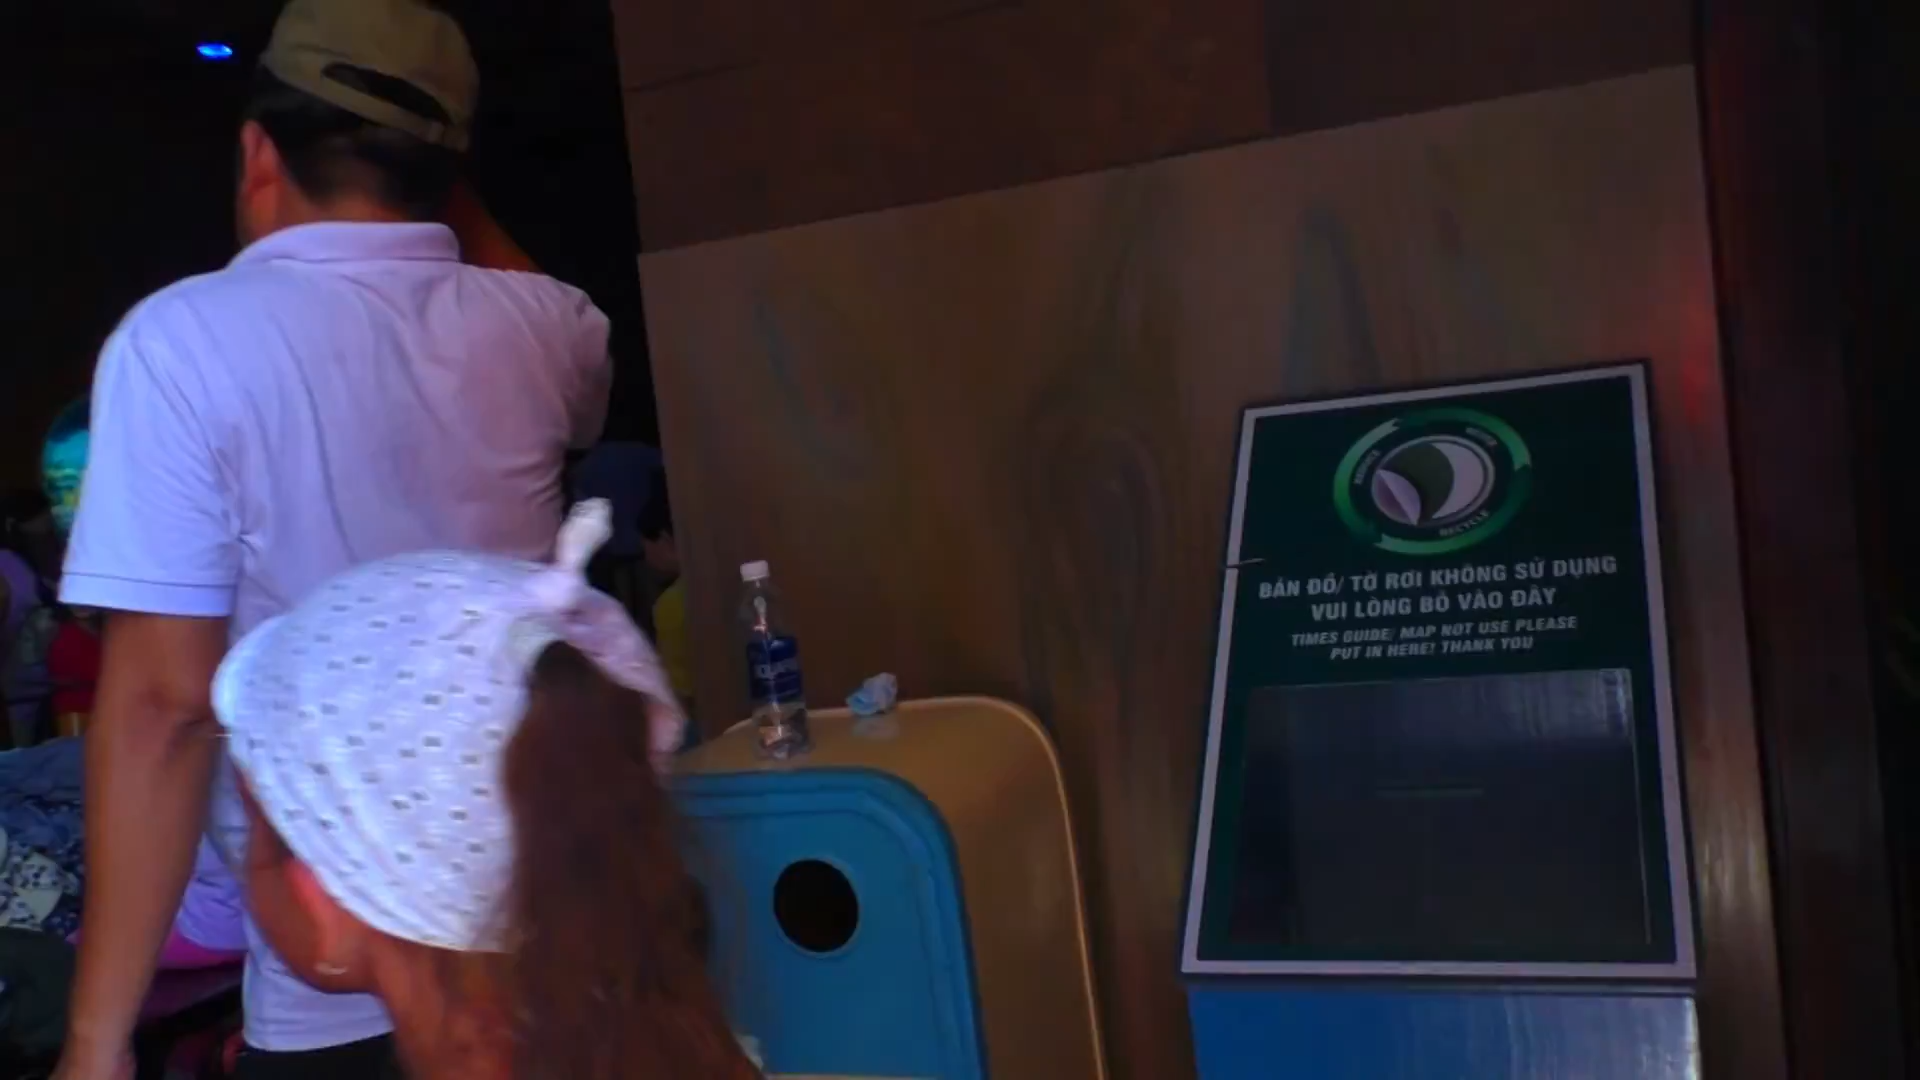 RECYCLE
BẢN ĐỒ/ TỜ RƠI KHÔNG SỬ DỤNG
VUI LÒNG BỎ VÀO ĐÂY
TIMES GUIDE/ MAP NOT USE PLEASE
PUT IN HERE! THANK YOU